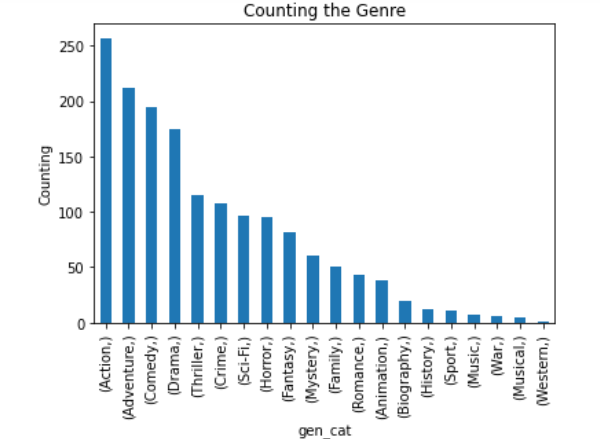 Counting the Genre
Counting
250
200
150
100
50
0
(Action,)
(Adventure,)
(Comedy,)
(Drama,)
(Thriller,)
(Crime,)
(Sci-Fi,)
(Horror,)
(Fantasy,)
(Mystery,)
(Family,)
(Romance,)
(Animation,)
(Biography,)
(History,)
(Sport,)
(Music,)
(War,)
(Musical,)
(Western,)
gen_cat